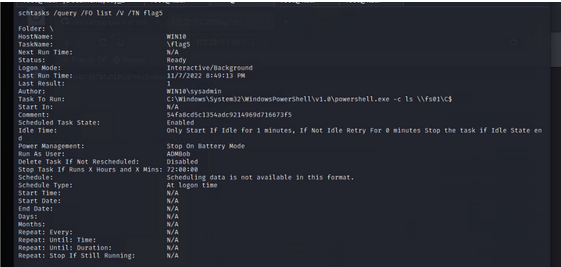 schtasks /query /FO list /V /TN flag5
Folder: \
HostName: WIN10
TaskName: \flag5
Next Run Time: N/A
Status: Ready
Logon Mode: Interactive/Background
Last Run Time: 11/7/2022 8:49:13 PM
Last Result: 1
Author: WIN10\sysadmin
Task To Run: C:\Windows\System32\WindowsPowerShell\v1.0\powershell.exe -c ls \\fs01\C$
Start In: N/A
Comment: 54fa8cd5c1354adc9214969d716673f5
Scheduled Task State: Enabled
Idle Time: Only Start If Idle for 1 minutes, If Not Idle Retry For 0 minutes Stop the task if Idle State en
d
Power Management: Stop On Battery Mode
Run As User: ADMBob
Delete Task If Not Rescheduled: Disabled
Stop Task If Runs X Hours and X Mins: 72:00:00
Schedule: Scheduling data is not available in this format.
Schedule Type: At logon time
Start Time: N/A
Start Date: N/A
End Date: N/A
Days: N/A
Months: N/A
Repeat: Every: N/A
Repeat: Until: Time: N/A
Repeat: Until: Duration: N/A
Repeat: Stop If Still Running: N/A